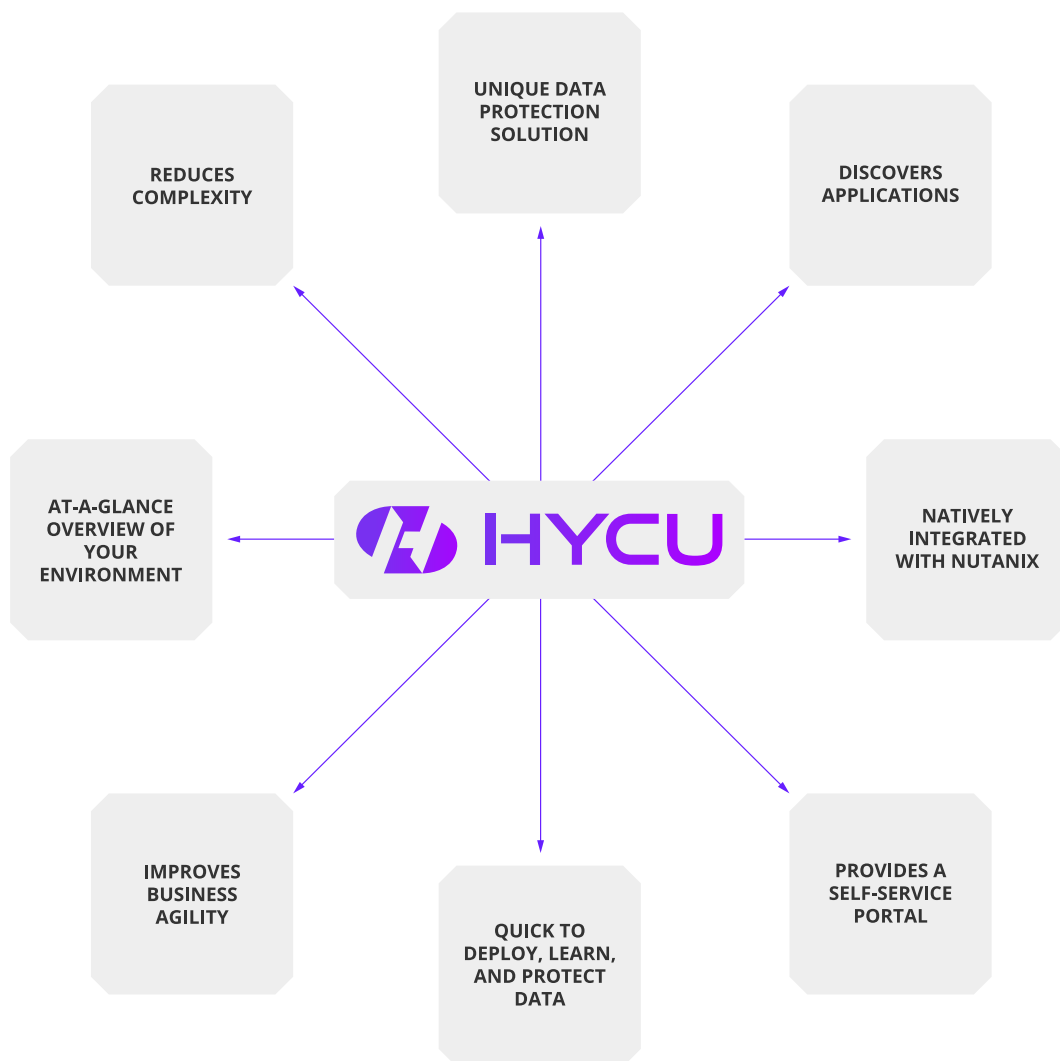 UNIQUE DATA
PROTECTION
SOLUTION
REDUCES
COMPLEXITY
DISCOVERS
APPLICATIONS
AT-A-GLANCE
OVERVIEW OF
YOUR
ENVIRONMENT
HYCU
NATIVELY
INTEGRATED
WITH NUTANIX
IMPROVES
BUSINESS
AGILITY
QUICK TO
DEPLOY, LEARN,
AND PROTECT
DATA
PROVIDES A
SELF-SERVICE
PORTAL